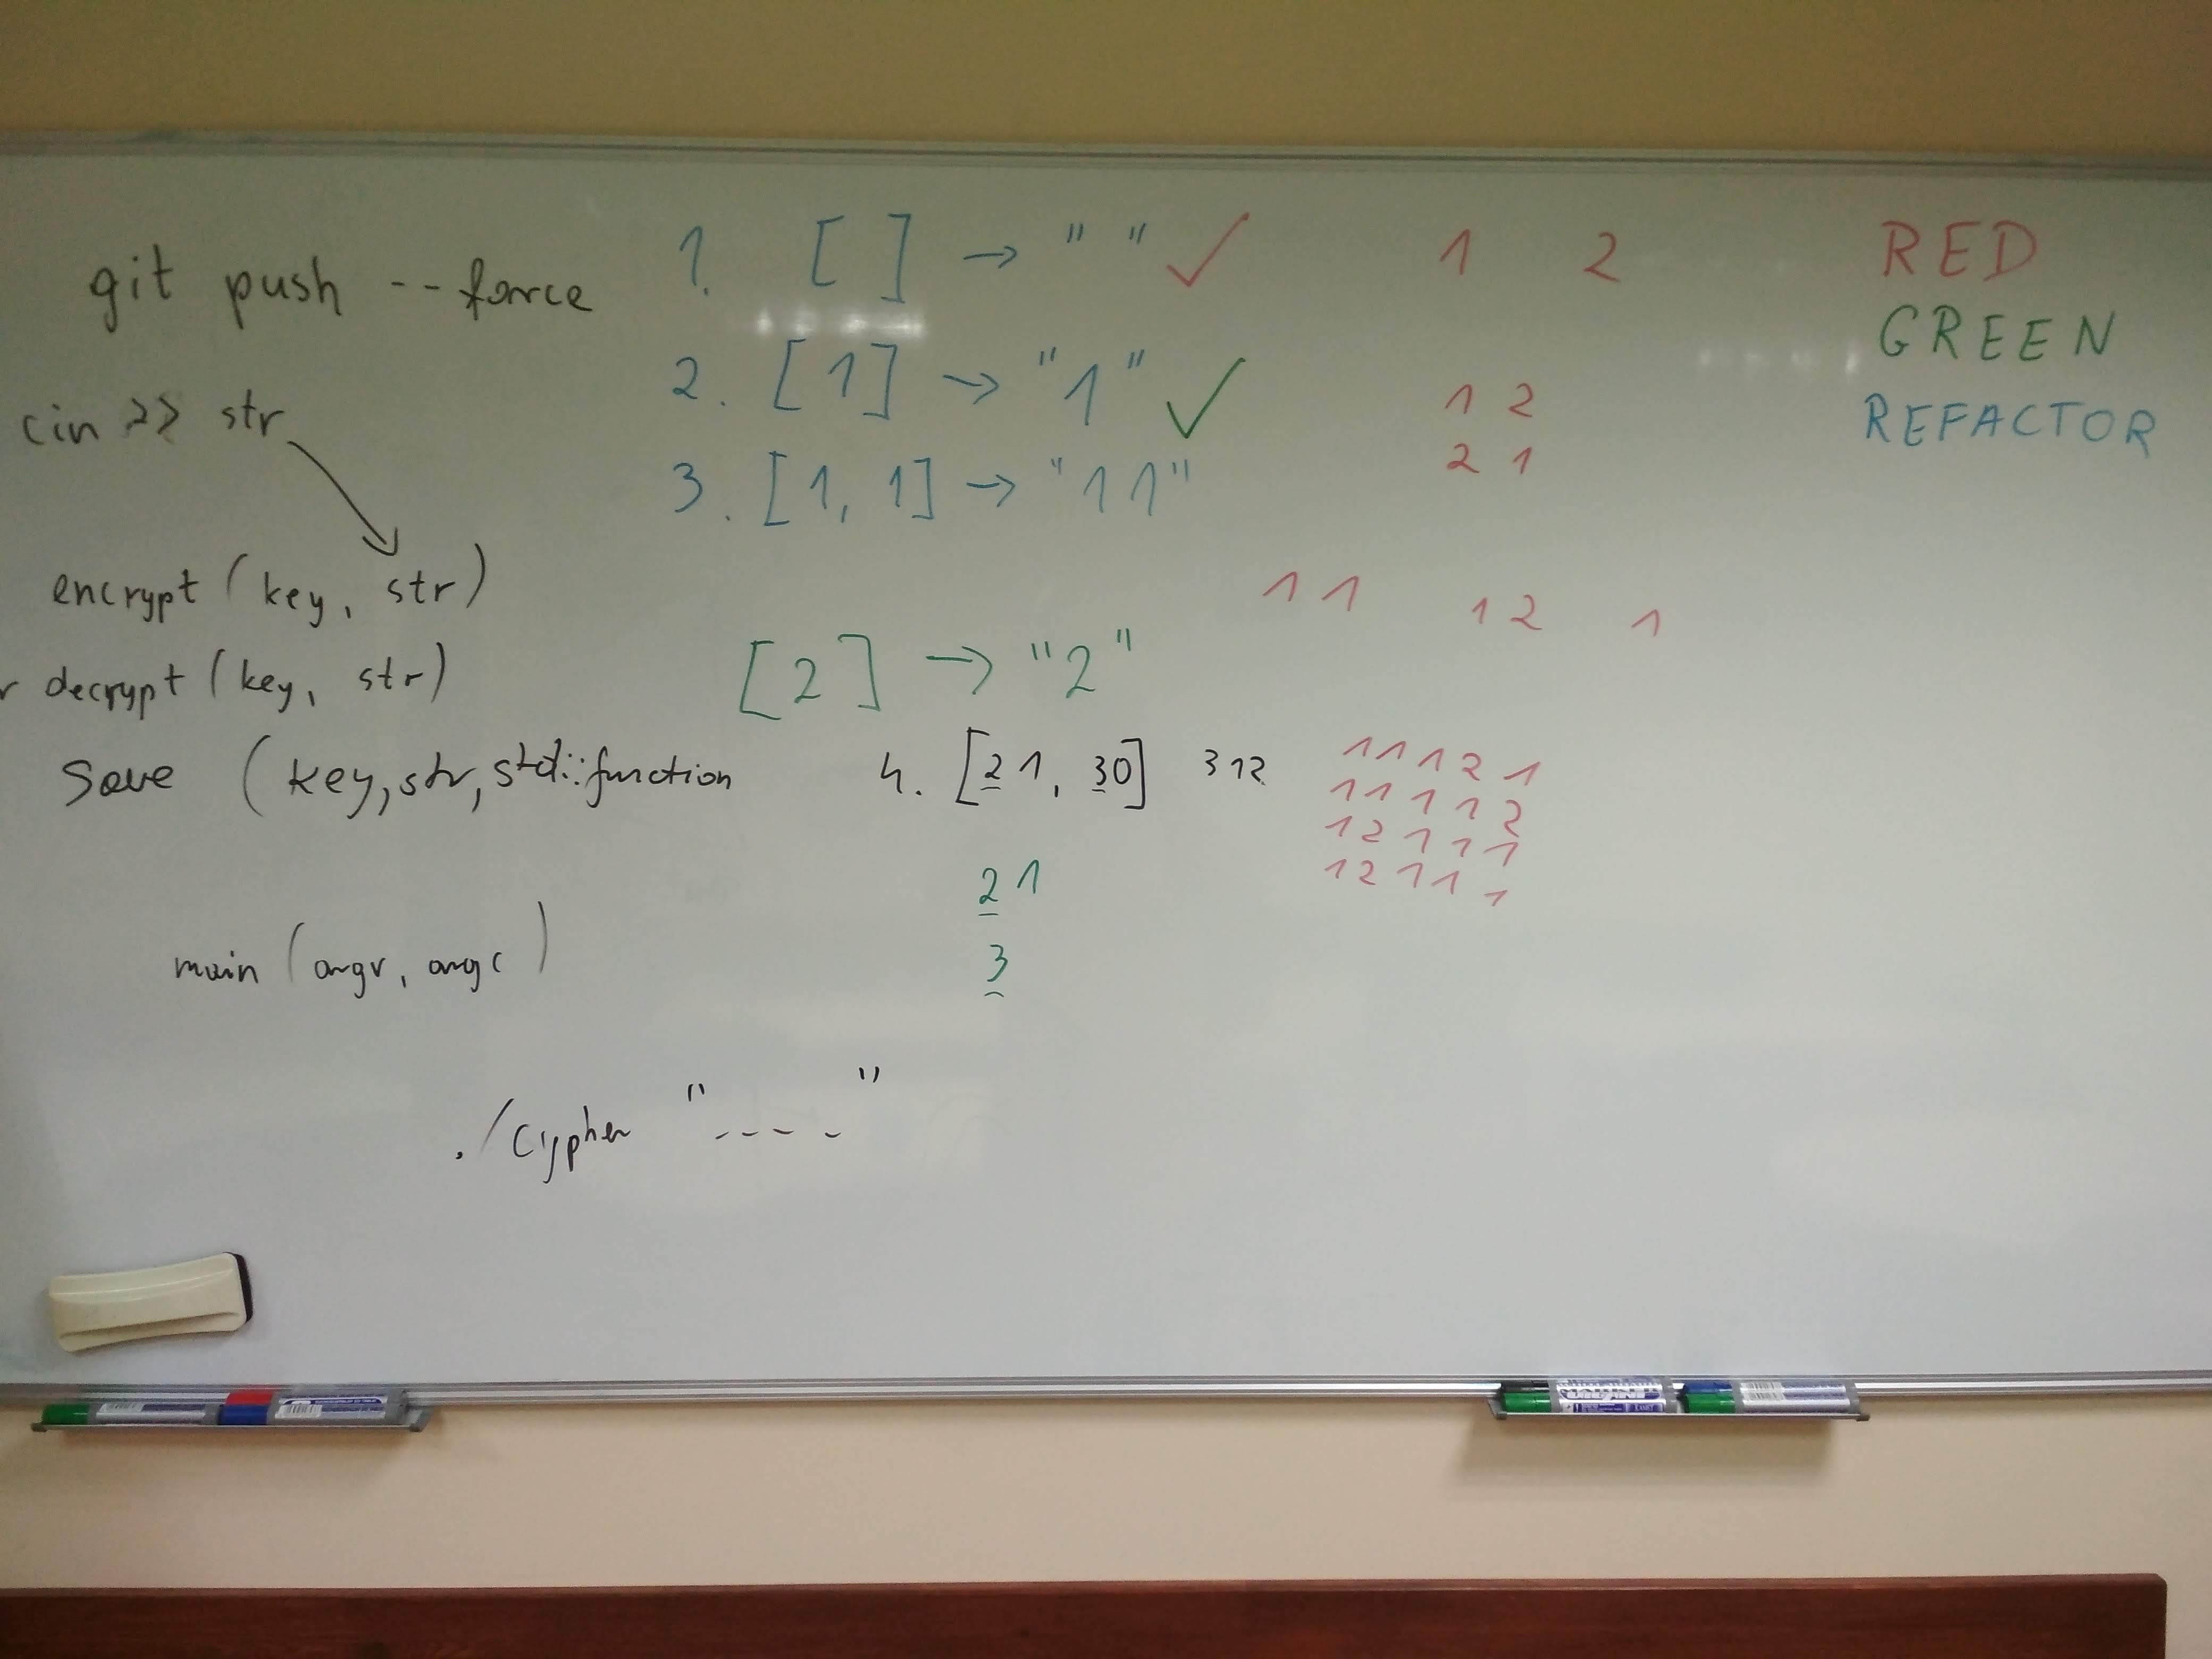 git push --force
cin >> str
encrypt (key, str)
r decrypt (key, str)
Save (key, str, std::function
main (argv, argc)
./cypher "----"
1. [ ] → " " ✓
2. [1] → "1" ✓
3. [1, 1] → "11"
[2] → "2"
4. [21, 30] 312
21
3
1 2
1 2
2 1
1 1 1 2 1
1 1 1 2 1
1 1 1 1 2
1 2 1 1 1
1 2 1 1 1
RED
GREEN
REFACTOR